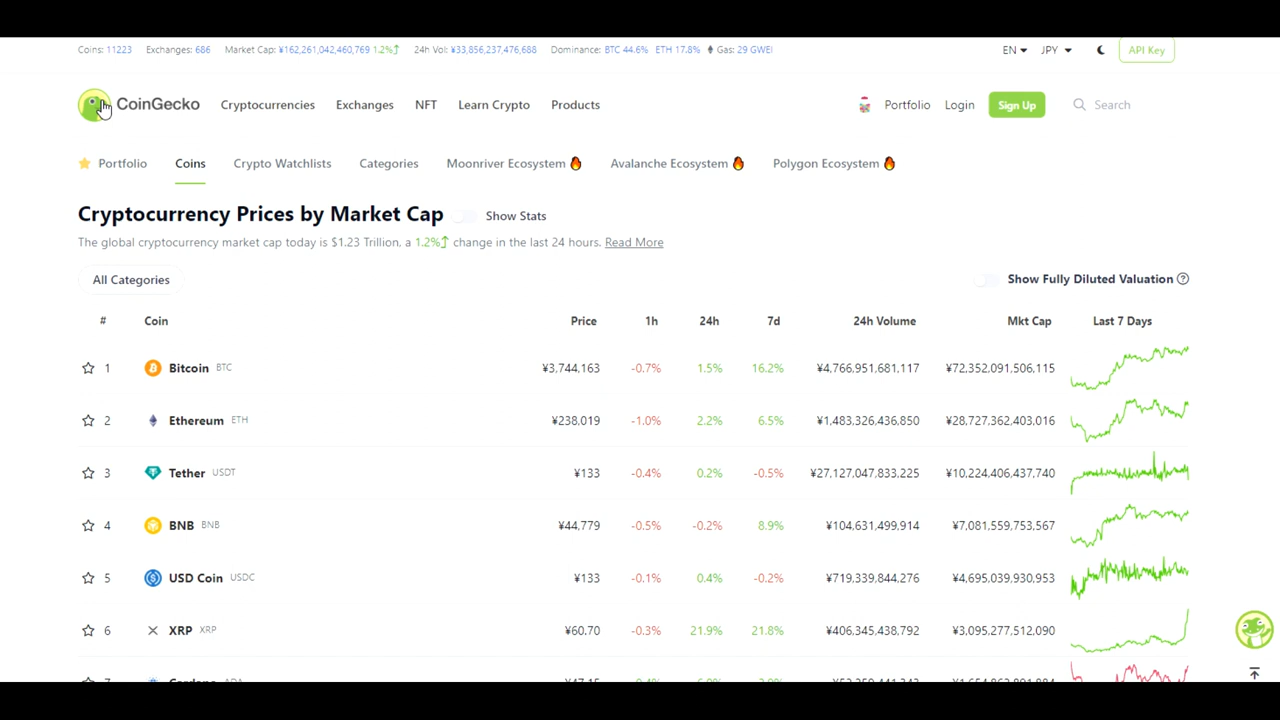 Coins: 11223 Exchanges: 686 Market Cap: ¥162,261,042,460,769 1.2% 24h Vol: ¥33,856,237,476,688 Dominance: BTC 44.6% ETH 17.8% Gas: 29 GWEI EN JPY API Key
CoinGecko Cryptocurrencies Exchanges NFT Learn Crypto Products Portfolio Login Sign Up Search
Portfolio Coins Crypto Watchlists Categories Moonriver Ecosystem Avalanche Ecosystem Polygon Ecosystem
Cryptocurrency Prices by Market Cap Show Stats
The global cryptocurrency market cap today is $1.23 Trillion, a 1.2% change in the last 24 hours. Read More
All Categories Show Fully Diluted Valuation ?
# Coin Price 1h 24h 7d 24h Volume Mkt Cap Last 7 Days
1 Bitcoin BTC ¥3,744,163 -0.7% 1.5% 16.2% ¥4,766,951,681,117 ¥72,352,091,506,115
2 Ethereum ETH ¥238,019 -1.0% 2.2% 6.5% ¥1,483,326,436,850 ¥28,727,362,403,016
3 Tether USDT ¥133 -0.4% 0.2% -0.5% ¥27,127,047,833,225 ¥10,224,406,437,740
4 BNB BNB ¥44,779 -0.5% -0.2% 8.9% ¥104,631,499,914 ¥7,081,559,753,567
5 USD Coin USDC ¥133 -0.1% 0.4% -0.2% ¥719,339,844,276 ¥4,695,039,930,953
6 XRP XRP ¥60.70 -0.3% 21.9% 21.8% ¥406,345,438,792 ¥3,095,277,512,090